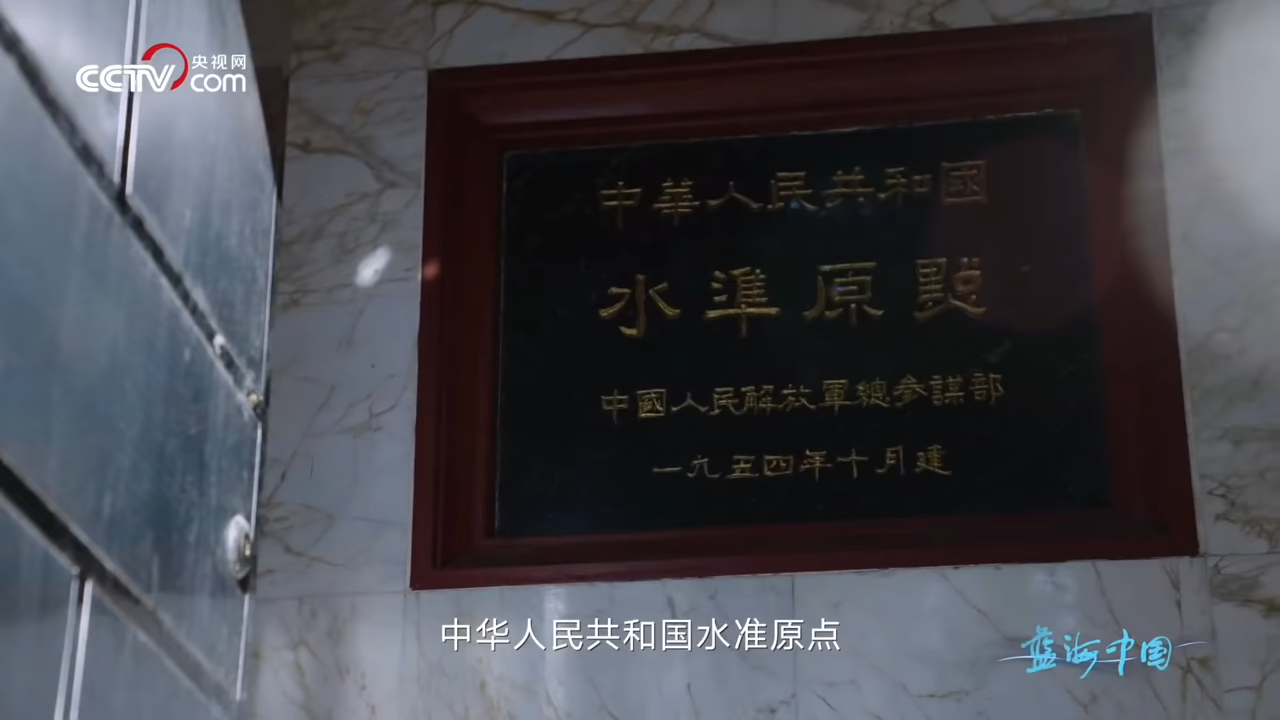 央视网
CCTV.com
中華人民共和國
水準原點
中國人民解放軍總參謀部
一九五四年十月建
中华人民共和国水准原点
蓝海中国